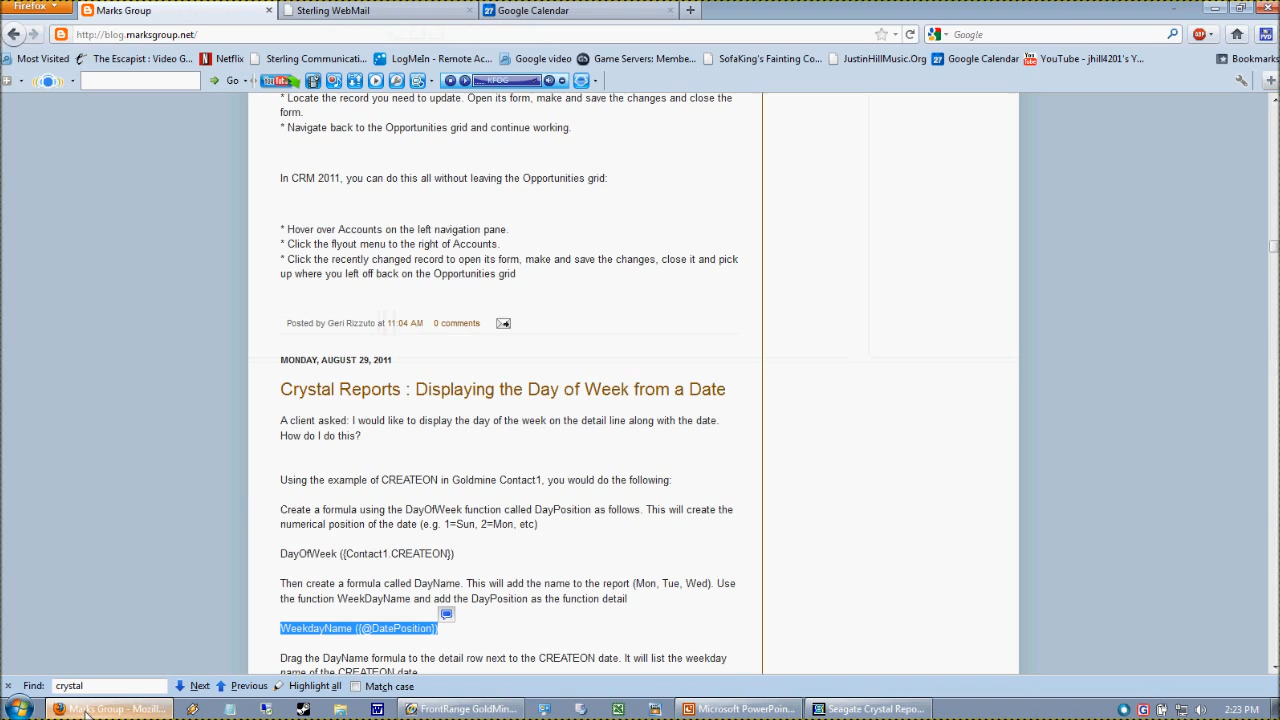 Firefox
Marks Group
Sterling WebMail
Google Calendar
http://blog.marksgroup.net/
Google
Most Visited
The Escapist : Video G...
Netflix
Sterling Communicatio...
LogMeIn - Remote Ac...
Google video
Game Servers: Membe...
SofaKing's Fainting Co...
JustinHillMusic.Org
Google Calendar
YouTube - jhill4201's Y...
Bookmarks
Go
YouTube
KFOG
* Locate the record you need to update. Open its form, make and save the changes and close the
form.
* Navigate back to the Opportunities grid and continue working.
In CRM 2011, you can do this all without leaving the Opportunities grid:
* Hover over Accounts on the left navigation pane.
* Click the flyout menu to the right of Accounts.
* Click the recently changed record to open its form, make and save the changes, close it and pick
up where you left off back on the Opportunities grid
Posted by Geri Rizzuto at 11:04 AM 0 comments
MONDAY, AUGUST 29, 2011
Crystal Reports : Displaying the Day of Week from a Date
A client asked: I would like to display the day of the week on the detail line along with the date.
How do I do this?
Using the example of CREATEON in Goldmine Contact1, you would do the following:
Create a formula using the DayOfWeek function called DayPosition as follows. This will create the
numerical position of the date (e.g. 1=Sun, 2=Mon, etc)
DayOfWeek ({Contact1.CREATEON})
Then create a formula called DayName. This will add the name to the report (Mon, Tue, Wed). Use
the function WeekDayName and add the DayPosition as the function detail
WeekdayName ({@DatePosition})
Drag the DayName formula to the detail row next to the CREATEON date. It will list the weekday
name of the CREATEON date
Find: crystal Next Previous Highlight all Match case
Marks Group - Mozill...
FrontRange GoldMin...
Microsoft PowerPoin...
Seagate Crystal Repo...
2:23 PM